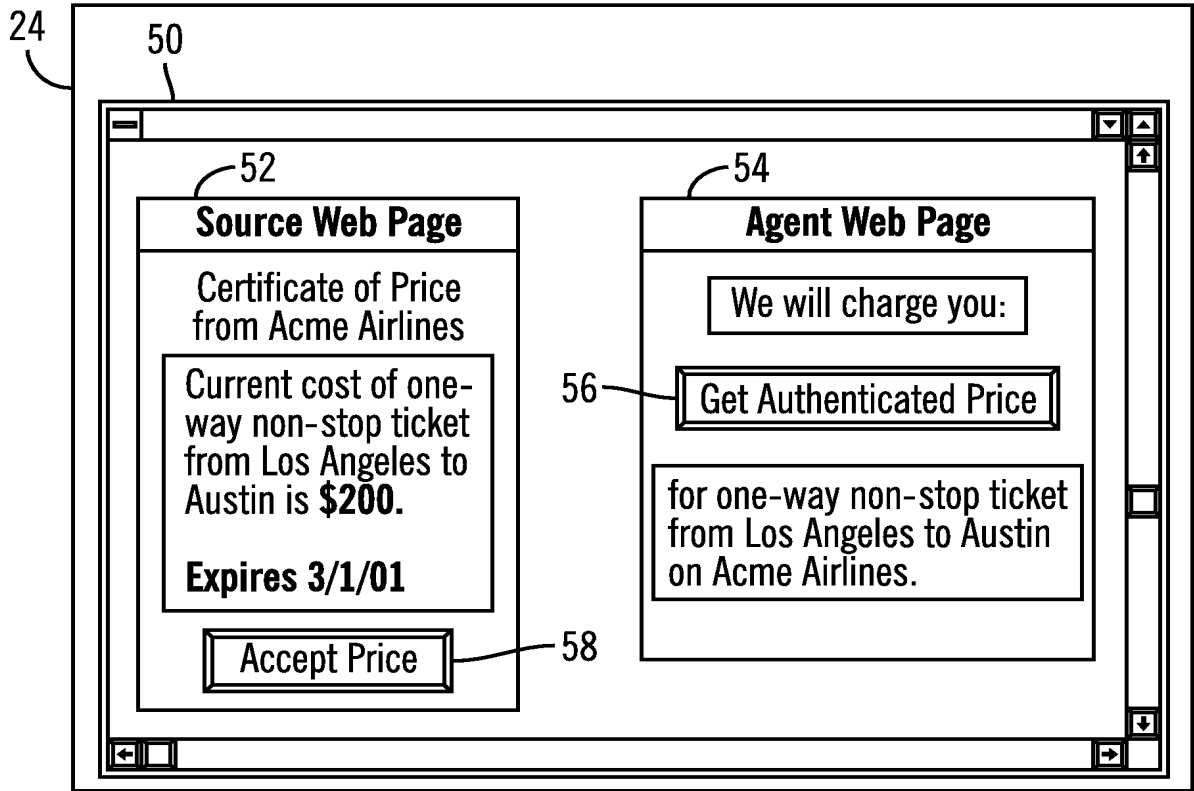 24
50
52
Source Web Page
Certificate of Price
from Acme Airlines
Current cost of one-
way non-stop ticket
from Los Angeles to
Austin is $200.
Expires 3/1/01
Accept Price
58
54
Agent Web Page
We will charge you:
56
Get Authenticated Price
for one-way non-stop ticket
from Los Angeles to Austin
on Acme Airlines.